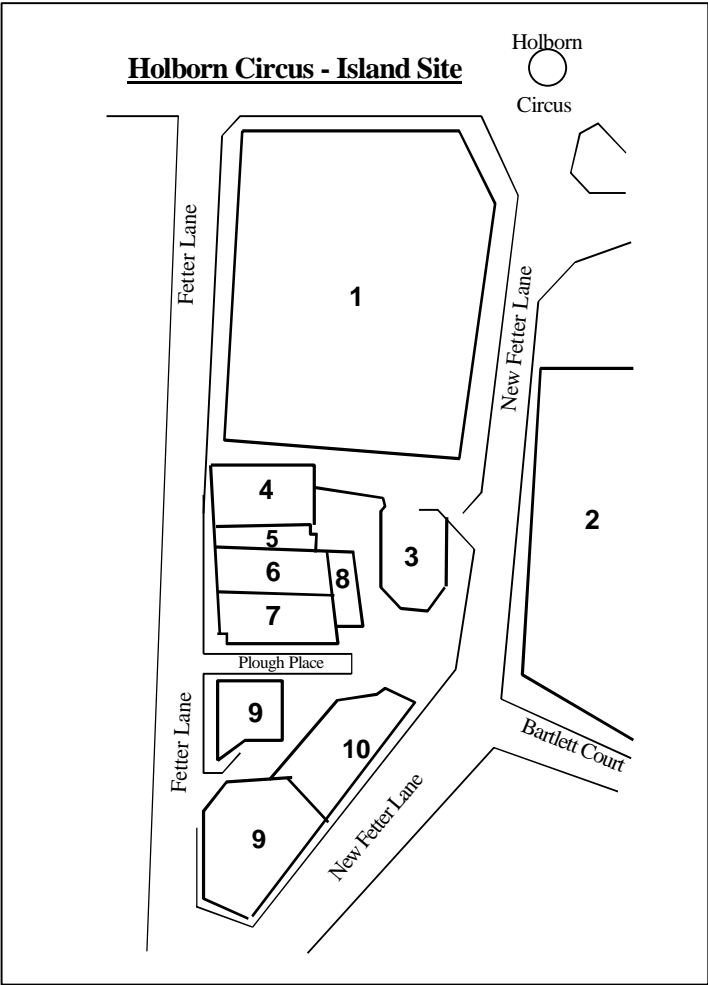 Holborn
Holborn Circus - Island Site
Circus
Fetter Lane
1
New Fetter Lane
4
2
5
3
6
8
7
Plough Place
Fetter Lane
9
10
Bartlett Court
9
New Fetter Lane